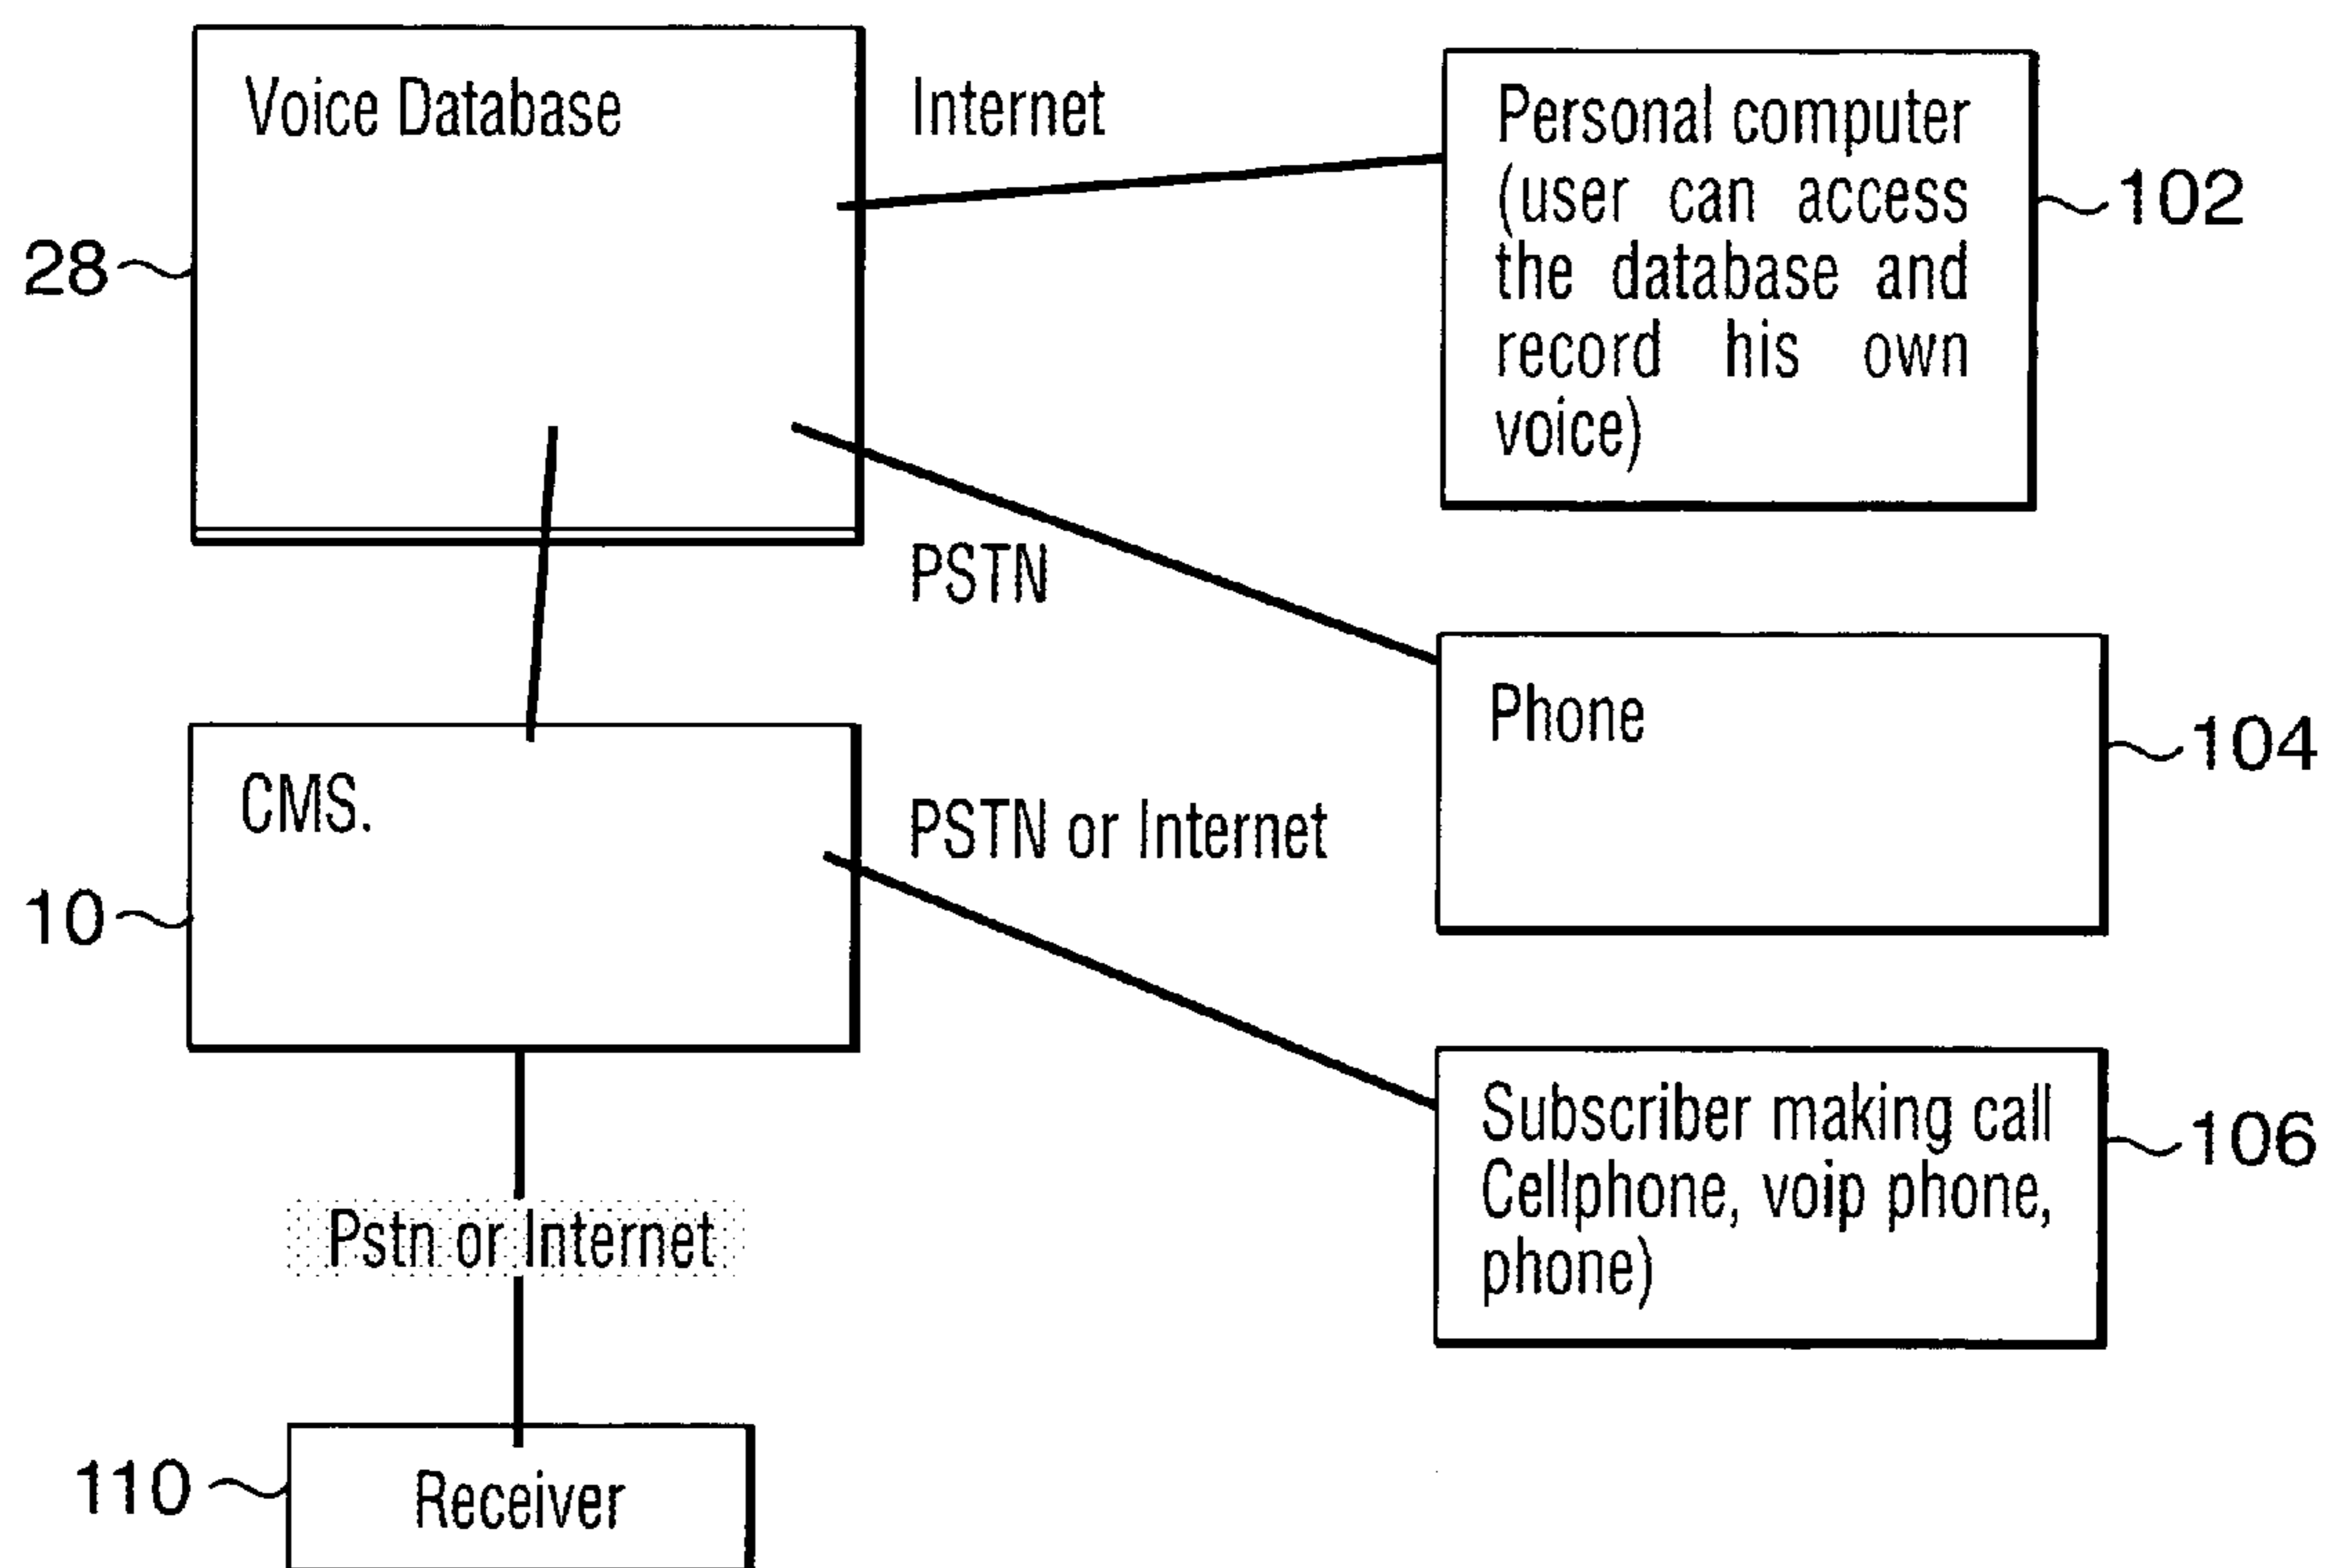 Voice Database
Internet
Personal computer
(user can access
the database and
record his own
voice)
102
28
PSTN
Phone
104
CMS.
PSTN or Internet
10
Subscriber making call
Cellphone, voip phone,
phone)
106
Pstn or Internet
110
Receiver